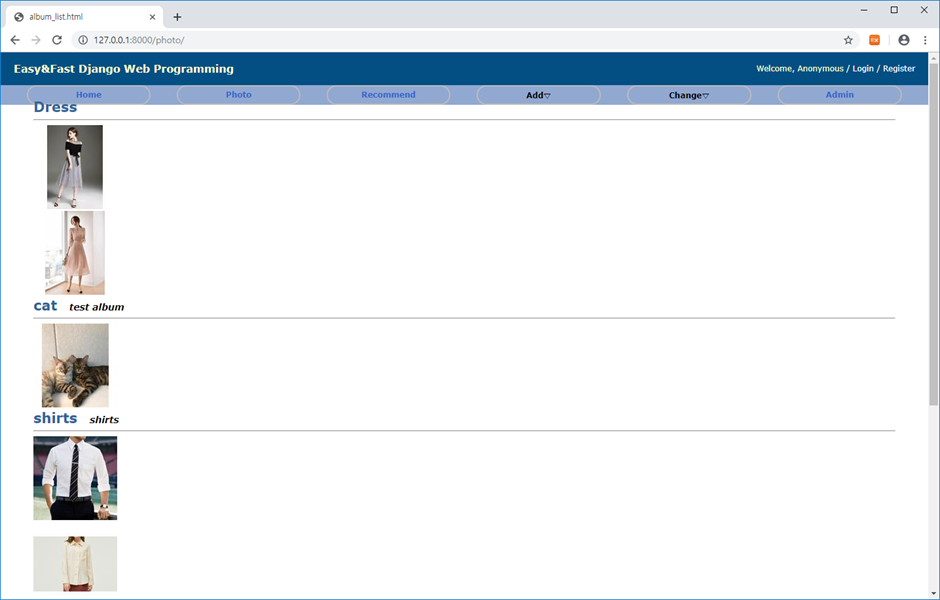 album_list.html
127.0.0.1:8000/photo/
Easy&Fast Django Web Programming
Welcome, Anonymous / Login / Register
Home Photo Recommend Add▽ Change▽ Admin
Dress
cat test album
shirts shirts